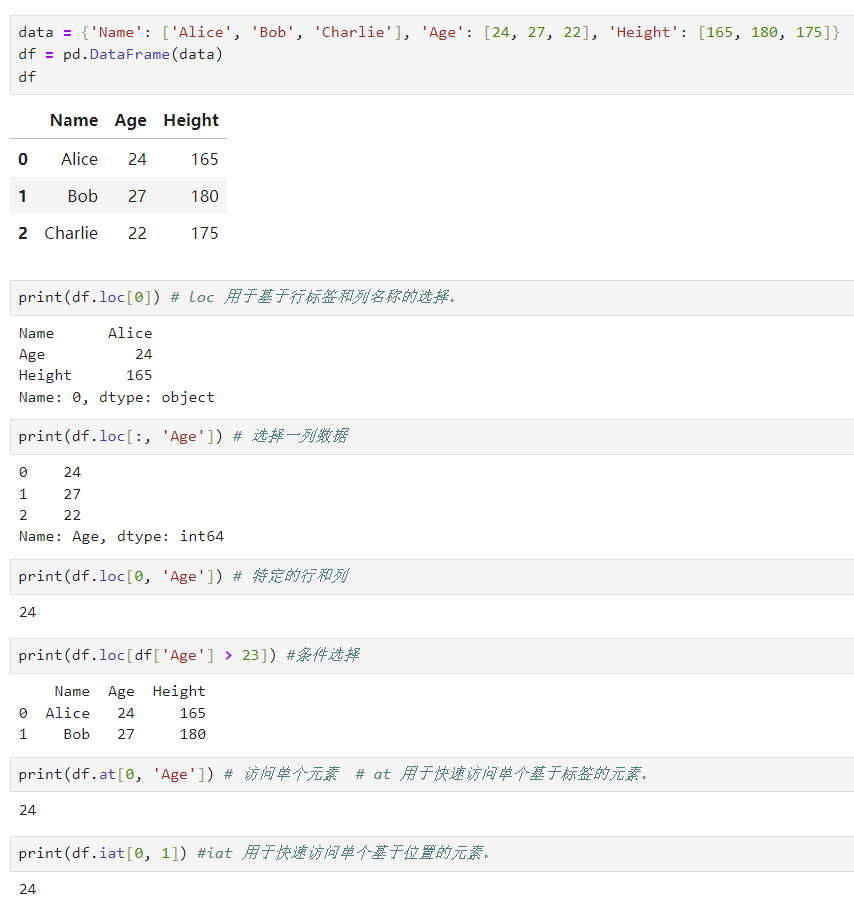 data = {'Name': ['Alice', 'Bob', 'Charlie'], 'Age': [24, 27, 22], 'Height': [165, 180, 175]}
df = pd.DataFrame(data)
df
Name Age Height
0 Alice 24 165
1 Bob 27 180
2 Charlie 22 175
print(df.loc[0]) # loc 用于基于行标签和列名称的选择。
Name      Alice
Age          24
Height      165
Name: 0, dtype: object
print(df.loc[:, 'Age']) # 选择一列数据
0    24
1    27
2    22
Name: Age, dtype: int64
print(df.loc[0, 'Age']) # 特定的行和列
24
print(df.loc[df['Age'] > 23]) #条件选择
    Name  Age  Height
0  Alice   24     165
1    Bob   27     180
print(df.at[0, 'Age']) # 访问单个元素  # at 用于快速访问单个基于标签的元素。
24
print(df.iat[0, 1]) #iat 用于快速访问单个基于位置的元素。
24